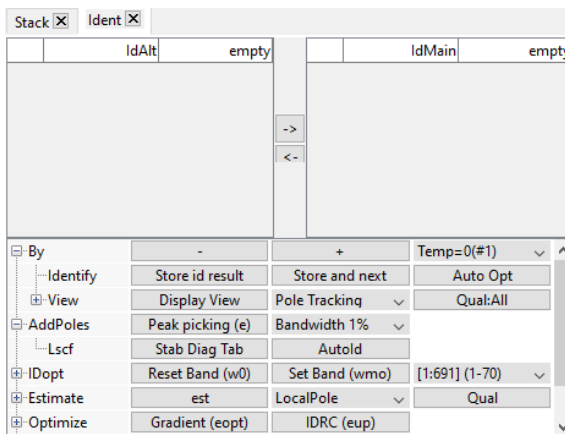 Stack Ident
IdAlt empty IdMain empty
->
<-
By - + Temp=0(#1)
Identify Store id result Store and next Auto Opt
View Display View Pole Tracking Qual:All
AddPoles Peak picking (e) Bandwidth 1%
Lscf Stab Diag Tab AutoId
IDopt Reset Band (w0) Set Band (wmo) [1:691] (1-70)
Estimate est LocalPole Qual
Optimize Gradient (eopt) IDRC (eup)